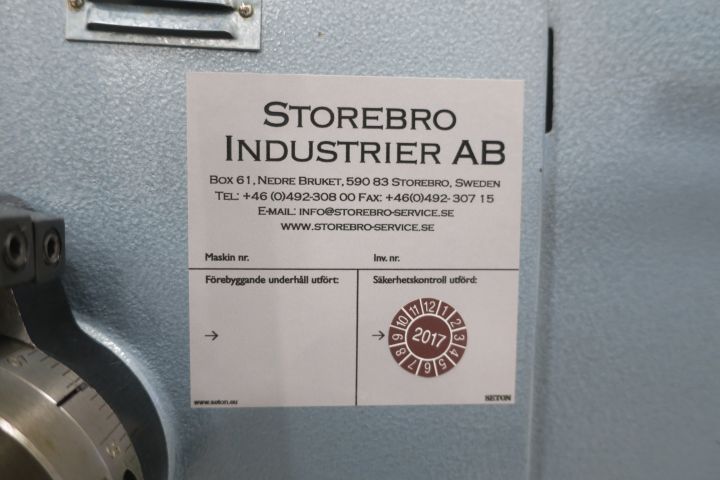 STOREBRO
INDUSTRIER AB
BOX 61, NEDRE BRUKET, 590 83 STOREBRO, SWEDEN
TEL: +46 (0)492-308 00 FAX: +46(0)492- 307 15
E-MAIL: INFO@STOREBRO-SERVICE.SE
WWW.STOREBRO-SERVICE.SE
Maskin nr. Inv. nr.
Förebyggande underhåll utfört: Säkerhetskontroll utförd:
→ →
1 2 3 4 5 6 7 8 9 10 11 12
2017
www.seton.eu SETON